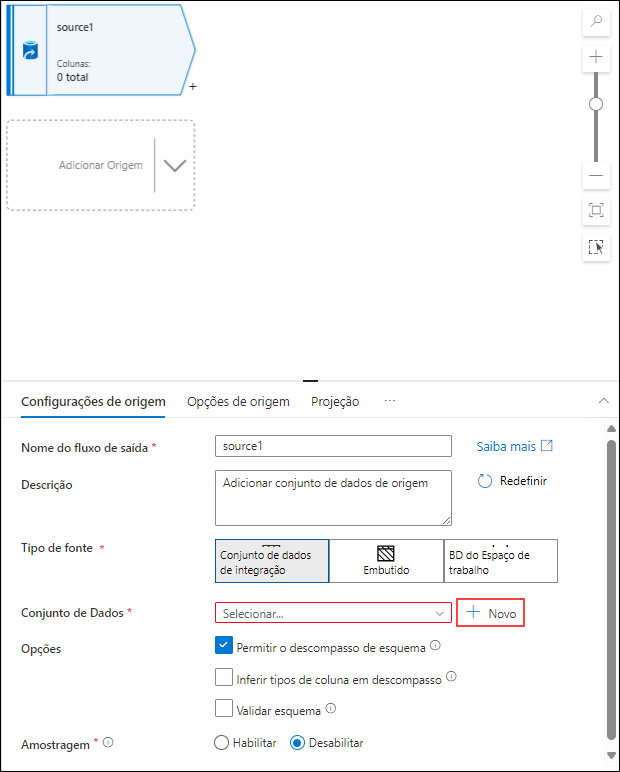 source1
Colunas:
0 total
+
Adicionar Origem
Configurações de origem
Opções de origem
Projeção
...
Nome do fluxo de saída *
source1
Saiba mais
Descrição
Adicionar conjunto de dados de origem
Redefinir
Tipo de fonte *
Conjunto de dados
de integração
Embutido
BD do Espaço de
trabalho
Conjunto de Dados *
Selecionar...
Novo
Opções
Permitir o descompasso de esquema
Inferir tipos de coluna em descompasso
Validar esquema
Amostragem *
Habilitar
Desabilitar